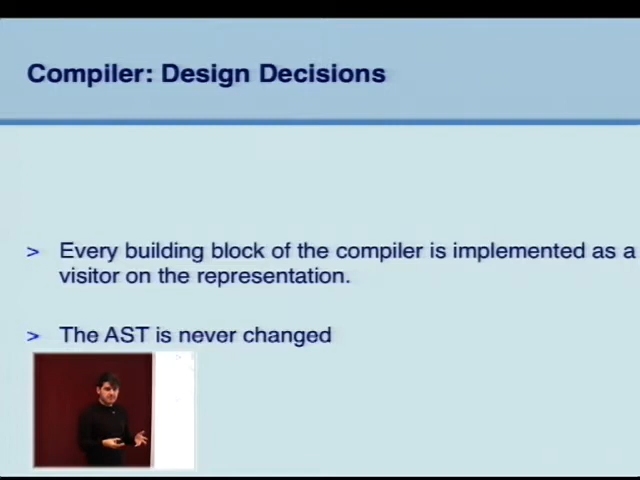 Compiler: Design Decisions
> Every building block of the compiler is implemented as a
visitor on the representation.
> The AST is never changed